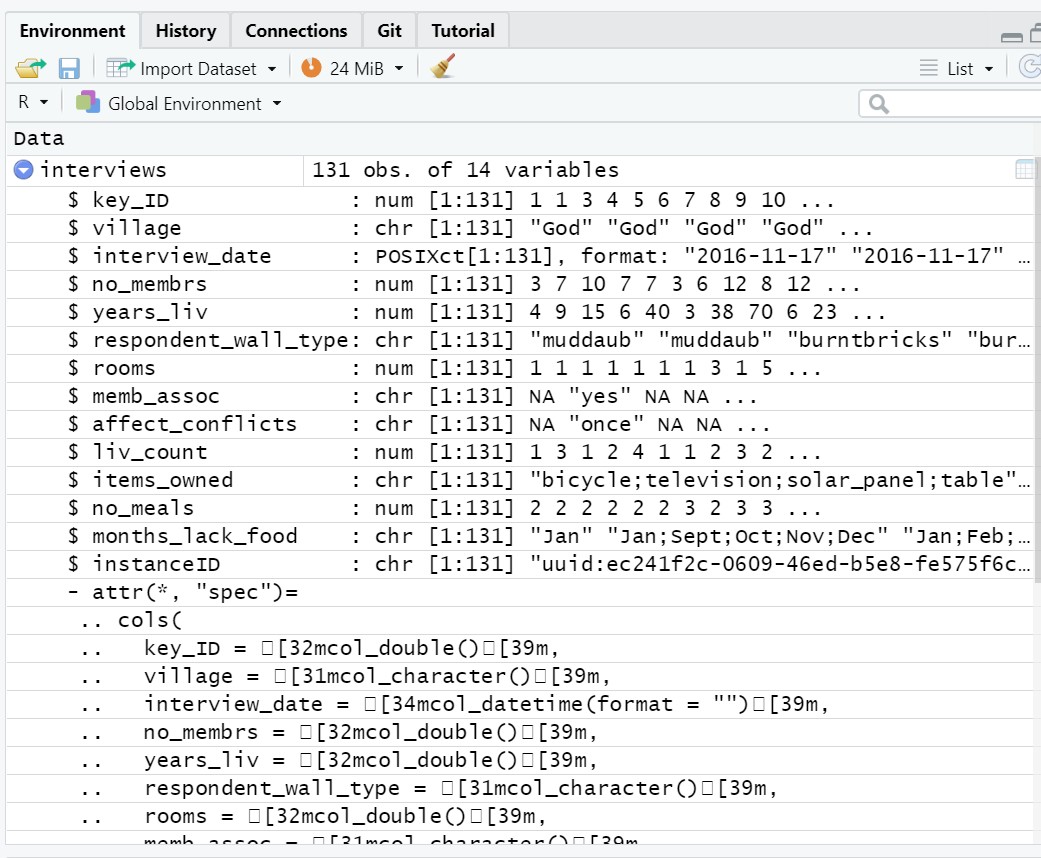 Environment History Connections Git Tutorial
Import Dataset 24 MiB List
R Global Environment
Data
interviews 131 obs. of 14 variables
$ key_ID : num [1:131] 1 1 3 4 5 6 7 8 9 10 ...
$ village : chr [1:131] "God" "God" "God" "God" ...
$ interview_date : POSIXct[1:131], format: "2016-11-17" "2016-11-17" …
$ no_membrs : num [1:131] 3 7 10 7 7 3 6 12 8 12 ...
$ years_liv : num [1:131] 4 9 15 6 40 3 38 70 6 23 ...
$ respondent_wall_type: chr [1:131] "muddaub" "muddaub" "burntbricks" "bur…
$ rooms : num [1:131] 1 1 1 1 1 1 1 3 1 5 ...
$ memb_assoc : chr [1:131] NA "yes" NA NA ...
$ affect_conflicts : chr [1:131] NA "once" NA NA ...
$ liv_count : num [1:131] 1 3 1 2 4 1 1 2 3 2 ...
$ items_owned : chr [1:131] "bicycle;television;solar_panel;table"…
$ no_meals : num [1:131] 2 2 2 2 2 2 3 2 3 3 ...
$ months_lack_food : chr [1:131] "Jan" "Jan;Sept;Oct;Nov;Dec" "Jan;Feb;…
$ instanceID : chr [1:131] "uuid:ec241f2c-0609-46ed-b5e8-fe575f6c…
- attr(*, "spec")=
.. cols(
.. key_ID = □[32mcol_double()□[39m,
.. village = □[31mcol_character()□[39m,
.. interview_date = □[34mcol_datetime(format = "")□[39m,
.. no_membrs = □[32mcol_double()□[39m,
.. years_liv = □[32mcol_double()□[39m,
.. respondent_wall_type = □[31mcol_character()□[39m,
.. rooms = □[32mcol_double()□[39m,
.. memb_assoc = □[31mcol_character()□[39m